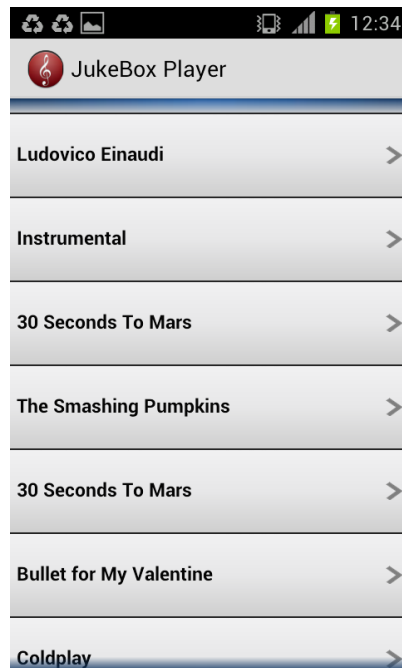 12:34
JukeBox Player
Ludovico Einaudi
Instrumental
30 Seconds To Mars
The Smashing Pumpkins
30 Seconds To Mars
Bullet for My Valentine
Coldplay